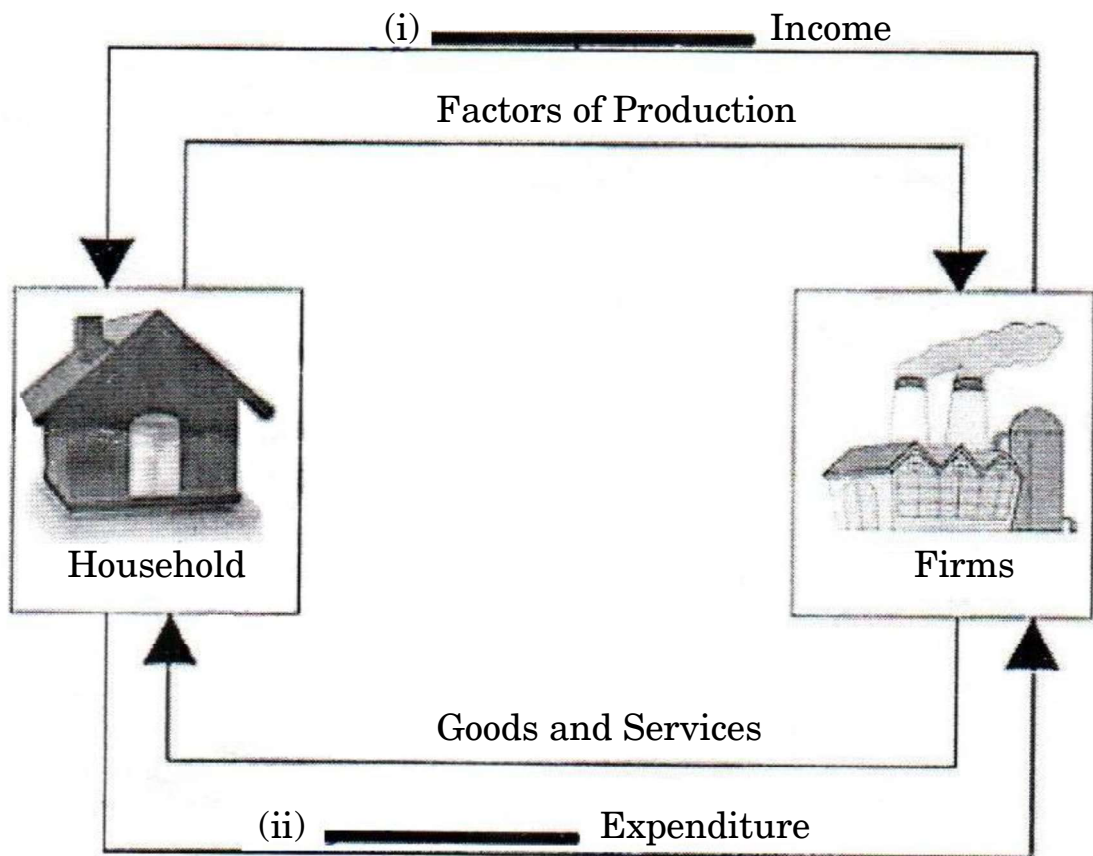 (i) Income
Factors of Production
Household
Firms
Goods and Services
(ii) Expenditure